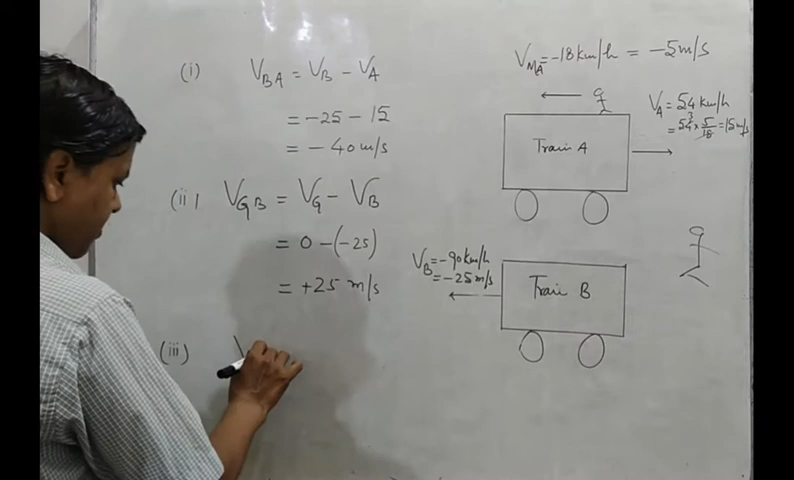 (i) V_BA = V_B - V_A
= -25 - 15
= - 40 m/s
(ii) V_GB = V_G - V_B
= 0 - (-25)
= +25 m/s
(iii) V
V_MA = -18 km/h = -5 m/s
V_A = 54 km/h
= 54 × 5/18 = 15 m/s
3
Train A
V_B = -90 km/h
= -25 m/s
Train B